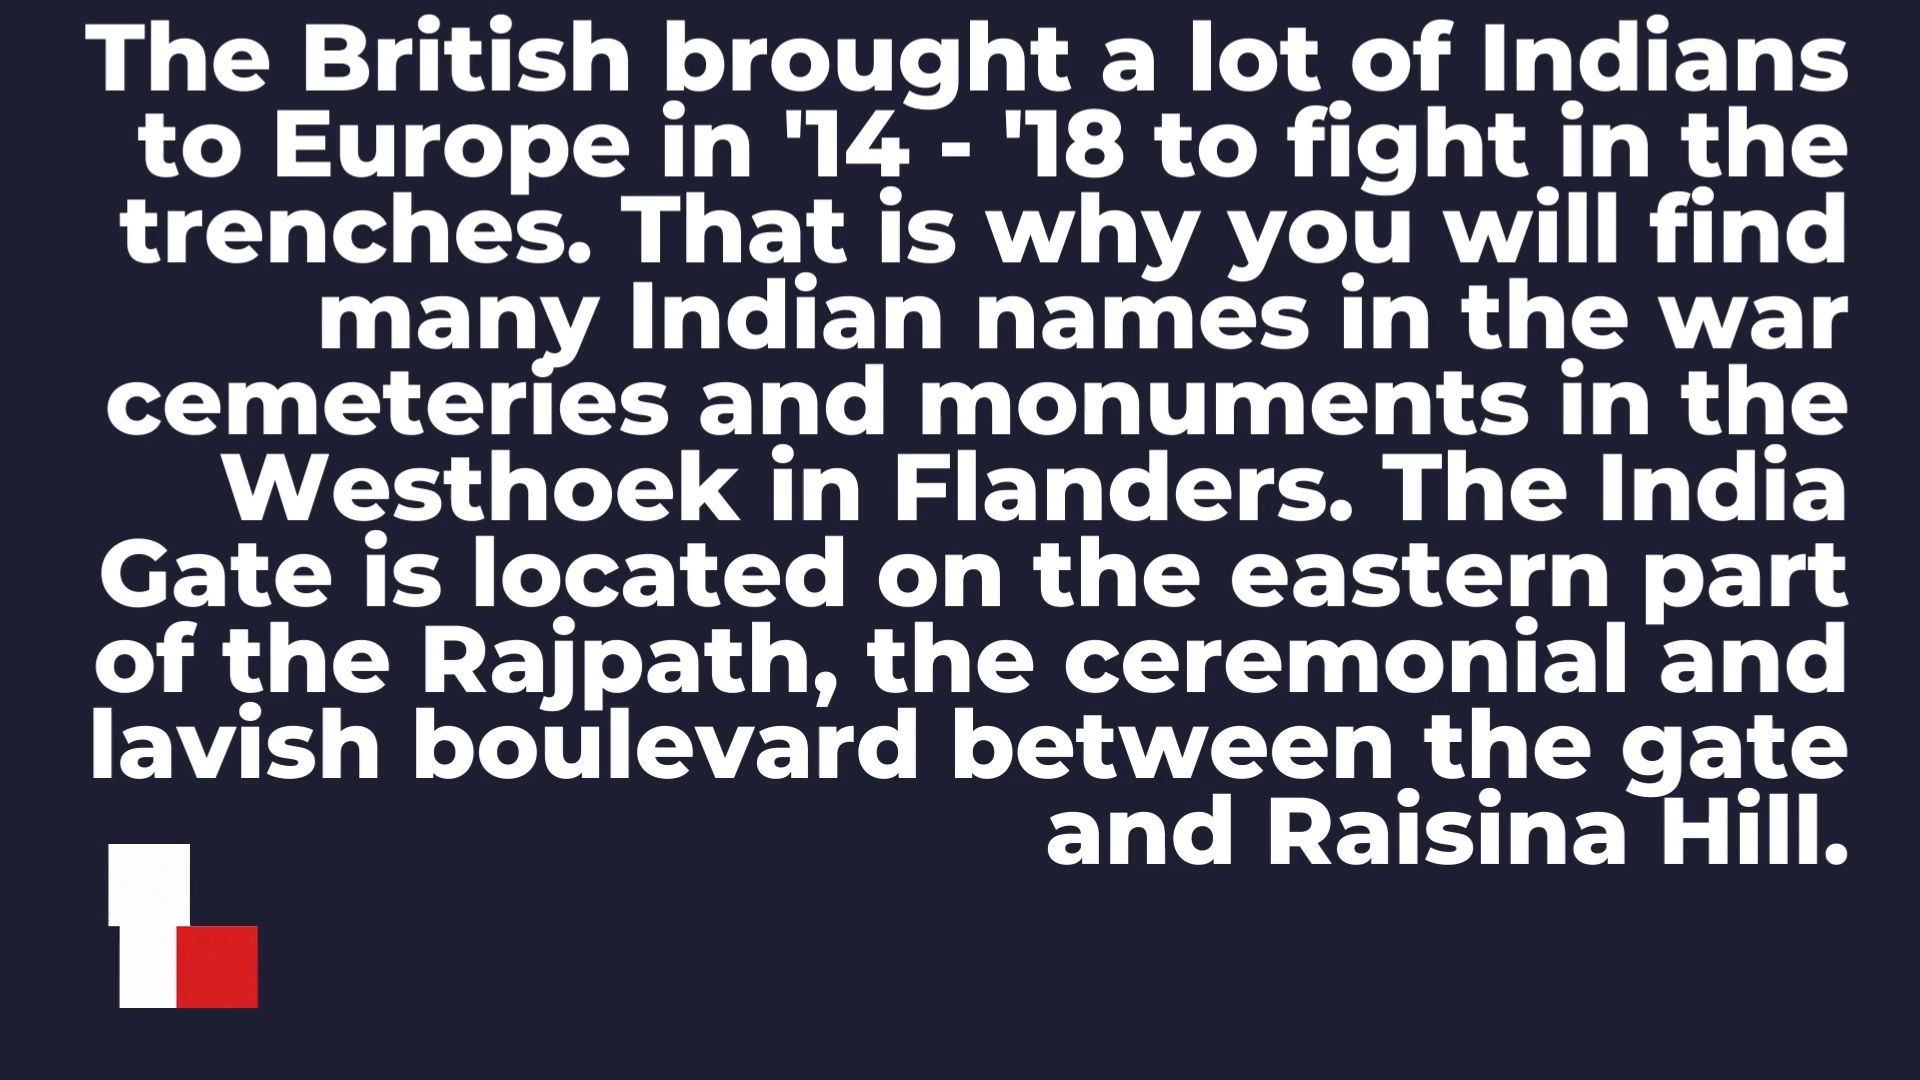 The British brought a lot of Indians
to Europe in '14 - '18 to fight in the
trenches. That is why you will find
many Indian names in the war
cemeteries and monuments in the
Westhoek in Flanders. The India
Gate is located on the eastern part
of the Rajpath, the ceremonial and
lavish boulevard between the gate
and Raisina Hill.